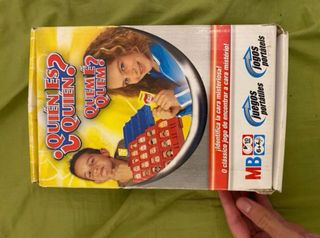 ¿QUIÉN ES
QUIÉN?
QUEM É
QUEM?
¡Identifica la cara misteriosa!
O clássico jogo de encontrar a cara mistério!
MB
juegos
portátiles
jogos
portáteis